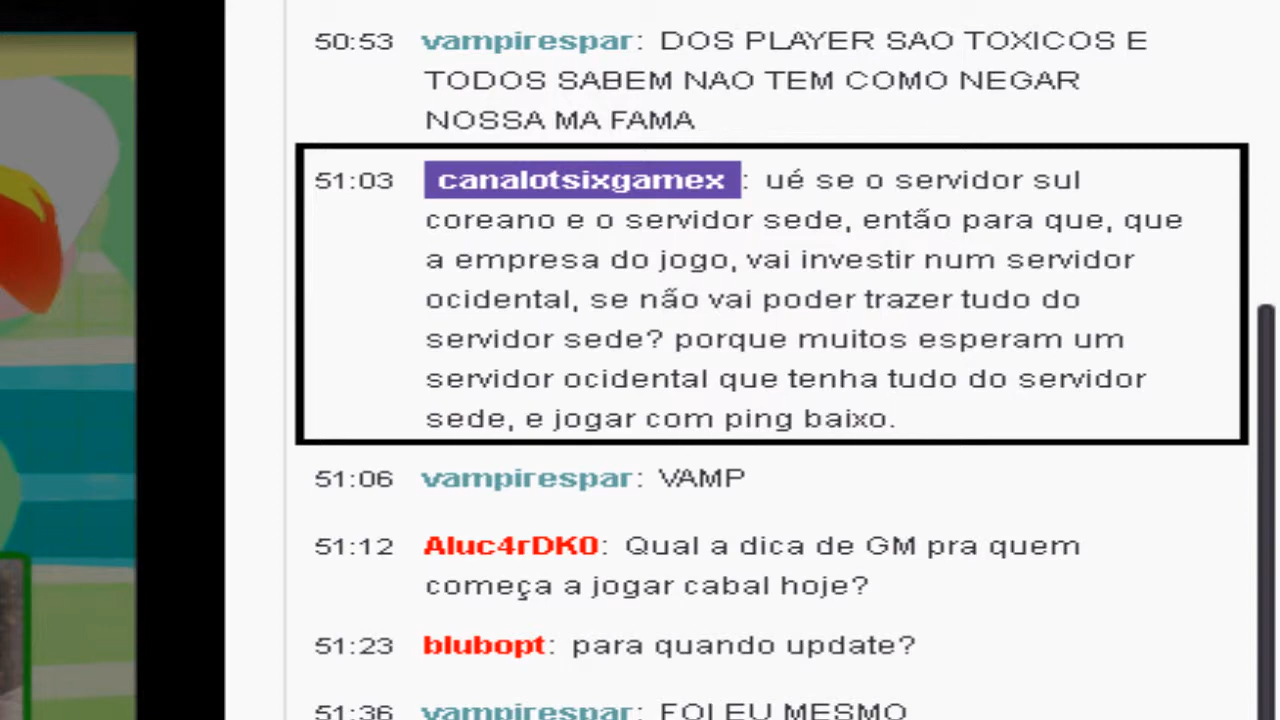 50:53 vampirespar: DOS PLAYER SAO TOXICOS E
TODOS SABEM NAO TEM COMO NEGAR
NOSSA MA FAMA
51:03 canalotsixgamex: ué se o servidor sul
coreano e o servidor sede, então para que, que
a empresa do jogo, vai investir num servidor
ocidental, se não vai poder trazer tudo do
servidor sede? porque muitos esperam um
servidor ocidental que tenha tudo do servidor
sede, e jogar com ping baixo.
51:06 vampirespar: VAMP
51:12 Aluc4rDK0: Qual a dica de GM pra quem
começa a jogar cabal hoje?
51:23 blubopt: para quando update?
51:36 vampirespar: FOI EU MESMO